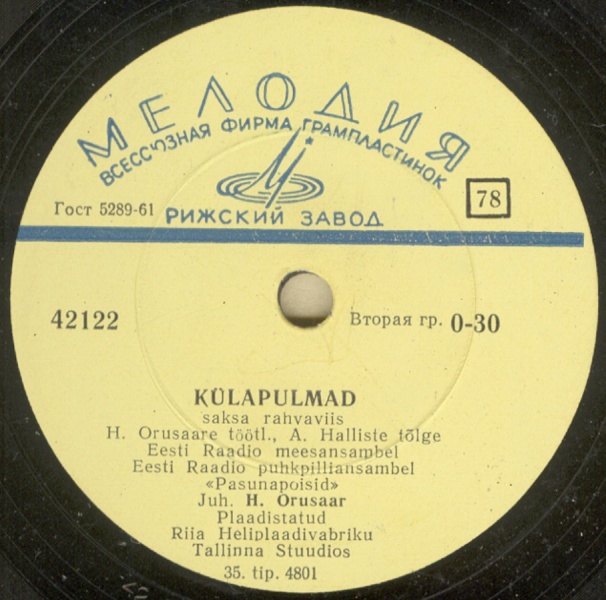 МЕЛОДИЯ
ВСЕСОЮЗНАЯ ФИРМА ГРАМПЛАСТИНОК
Гост 5289-61
РИЖСКИЙ ЗАВОД
78
42122
Вторая гр. 0-30
KÜLAPULMAD
saksa rahvaviis
H. Orusaare töötl., A. Halliste tõlge
Eesti Raadio meesansambel
Eesti Raadio puhkpilliansambel
«Pasunapoisid»
Juh. H. Orusaar
Plaadistatud
Riia Heliplaadivabriku
Tallinna Stuudios
35. tip. 4801